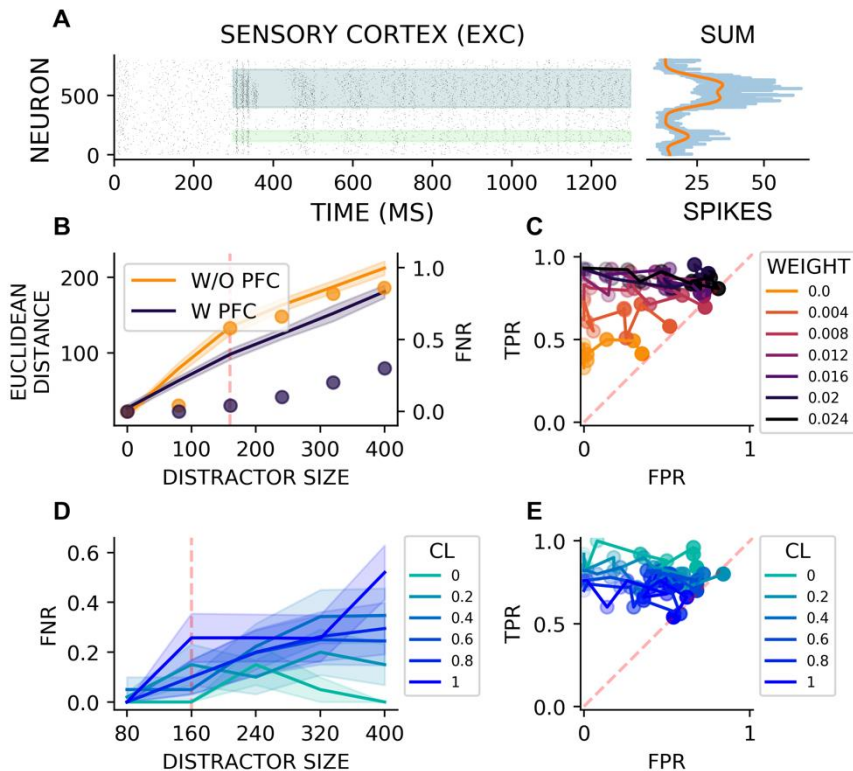 A
SENSORY CORTEX (EXC)
SUM
NEURON
500
0
0
200
400
600
800
1000
1200
25
50
TIME (MS)
SPIKES
B
EUCLIDEAN
DISTANCE
200
100
W/O PFC
W PFC
1.0
0.5
0.0
FNR
0
80
160
240
320
400
DISTRACTOR SIZE
C
TPR
1.0
0.5
0.0
0
1
FPR
WEIGHT
0.0
0.004
0.008
0.012
0.016
0.02
0.024
D
FNR
0.6
0.4
0.2
0.0
80
160
240
320
400
DISTRACTOR SIZE
CL
0
0.2
0.4
0.6
0.8
1
E
TPR
1.0
0.5
0.0
0
1
FPR
CL
0
0.2
0.4
0.6
0.8
1